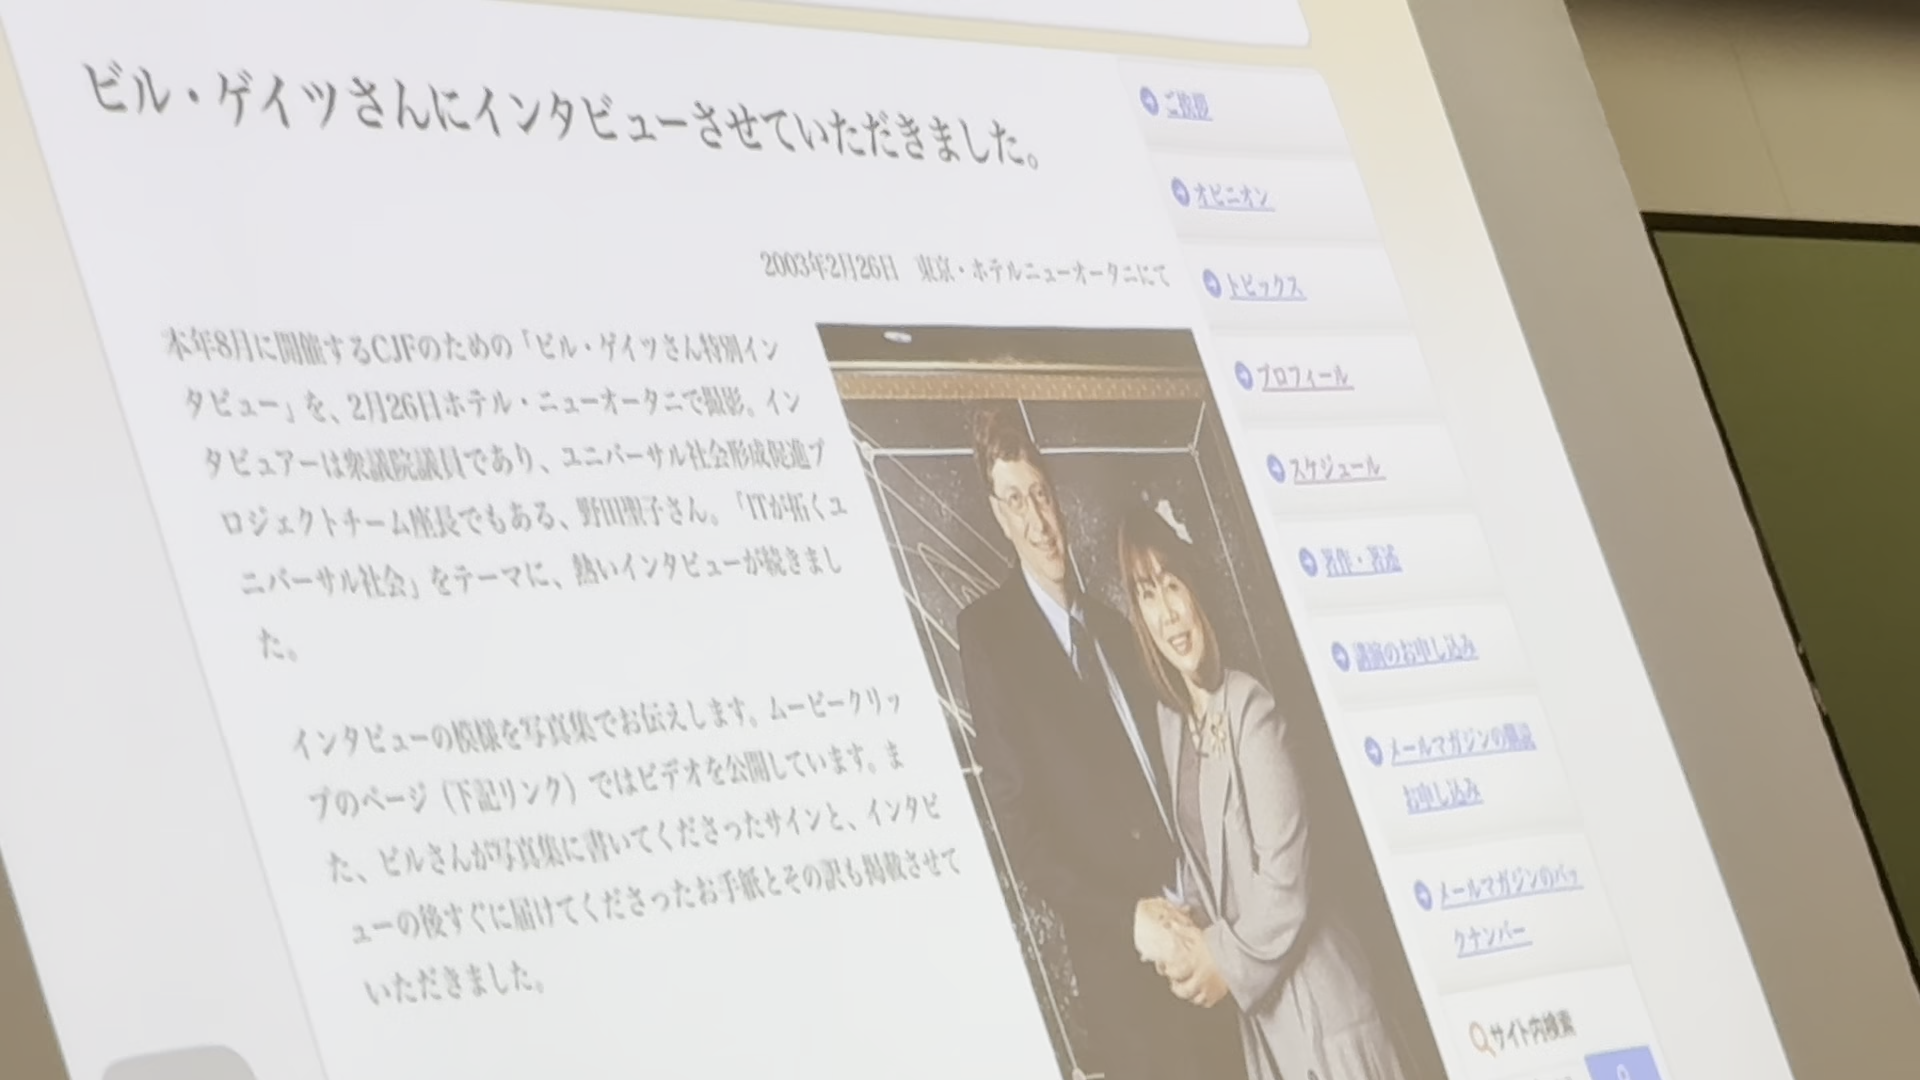 ビル・ゲイツさんにインタビューさせていただきました。
2003年2月26日　東京・ホテルニューオータニにて
本年8月に開催するCJFのための「ビル・ゲイツさん特別イン
タビュー」を、2月26日ホテル・ニューオータニで撮影。イン
タビュアーは衆議院議員であり、ユニバーサル社会形成促進プ
ロジェクトチーム座長でもある、野田聖子さん。「ITが拓くユ
ニバーサル社会」をテーマに、熱いインタビューが続きまし
た。
インタビューの模様を写真集でお伝えします。ムービークリッ
プのページ（下記リンク）ではビデオを公開しています。ま
た、ビルさんが写真集に書いてくださったサインと、インタビ
ューの後すぐに届けてくださったお手紙とその訳も掲載させて
いただきました。
ご挨拶
オピニオン
トピックス
プロフィール
スケジュール
著作・著述
講演のお申し込み
メールマガジンの購読
お申し込み
メールマガジンのバッ
クナンバー
サイト内検索